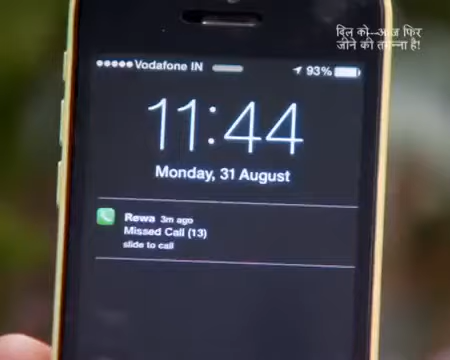 दिल को...आज फिर
जीने की तमन्ना है!
Vodafone IN
93%
11:44
Monday, 31 August
Rewa 3m ago
Missed Call (13)
slide to call